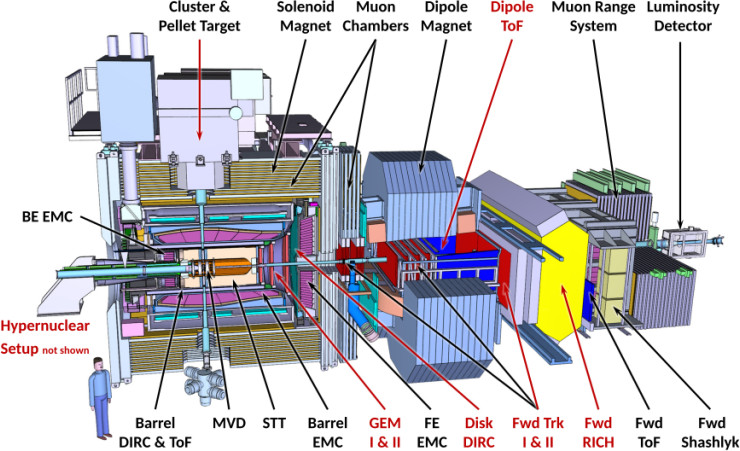 Cluster &
Pellet Target
Solenoid
Magnet
Muon
Chambers
Dipole
Magnet
Dipole
ToF
Muon Range
System
Luminosity
Detector
BE EMC
Hypernuclear
Setup not shown
Barrel
DIRC & ToF
MVD
STT
Barrel
EMC
GEM
I & II
FE
EMC
Disk
DIRC
Fwd Trk
I & II
Fwd
RICH
Fwd
ToF
Fwd
Shashlyk